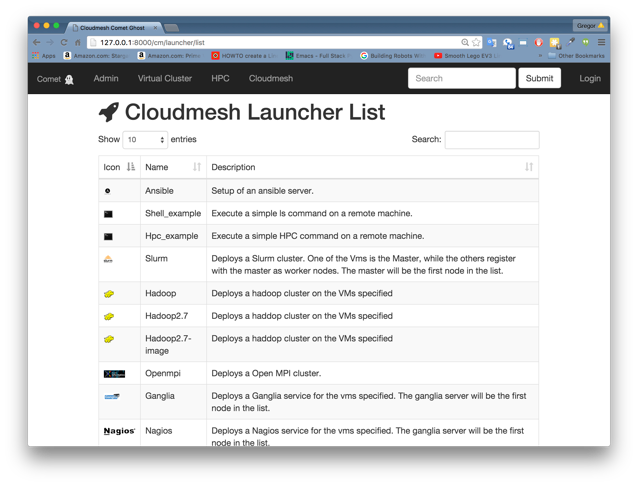 Cloudmesh Comet Ghost
Gregor
127.0.0.1:8000/cm/launcher/list
Apps Amazon.com: Starg Amazon.com: Prime HOWTO create a Li Emacs - Full Stack Building Robots Wit Smooth Lego EV3 Other Bookmarks
Comet Admin Virtual Cluster HPC Cloudmesh Search Submit Login
Cloudmesh Launcher List
Show 10 entries Search:
Icon Name Description
Ansible Setup of an ansible server.
Shell_example Execute a simple ls command on a remote machine.
Hpc_example Execute a simple HPC command on a remote machine.
Slurm Deploys a Slurm cluster. One of the Vms is the Master, while the others register
with the master as worker nodes. The master will be the first node in the list.
Hadoop Deploys a hadoop cluster on the VMs specified
Hadoop2.7 Deploys a haddop cluster on the VMs specified
Hadoop2.7-
image
Deploys a haddop cluster on the VMs specified
Openmpi Deploys a Open MPI cluster.
Ganglia Deploys a Ganglia service for the vms specified. The ganglia server will be the first
node in the list.
Nagios Nagios Deploys a Nagios service for the vms specified. The ganglia server will be the first
node in the list.